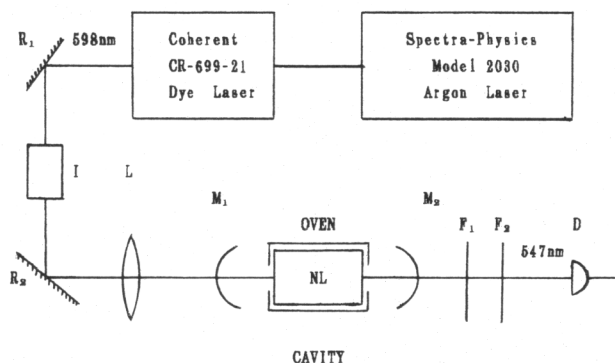 R₁
598nm
Coherent
CR-699-21
Dye Laser
Spectra-Physics
Model 2030
Argon Laser
I
L
M₁
OVEN
M₂
F₁
F₂
D
547nm
R₂
NL
CAVITY